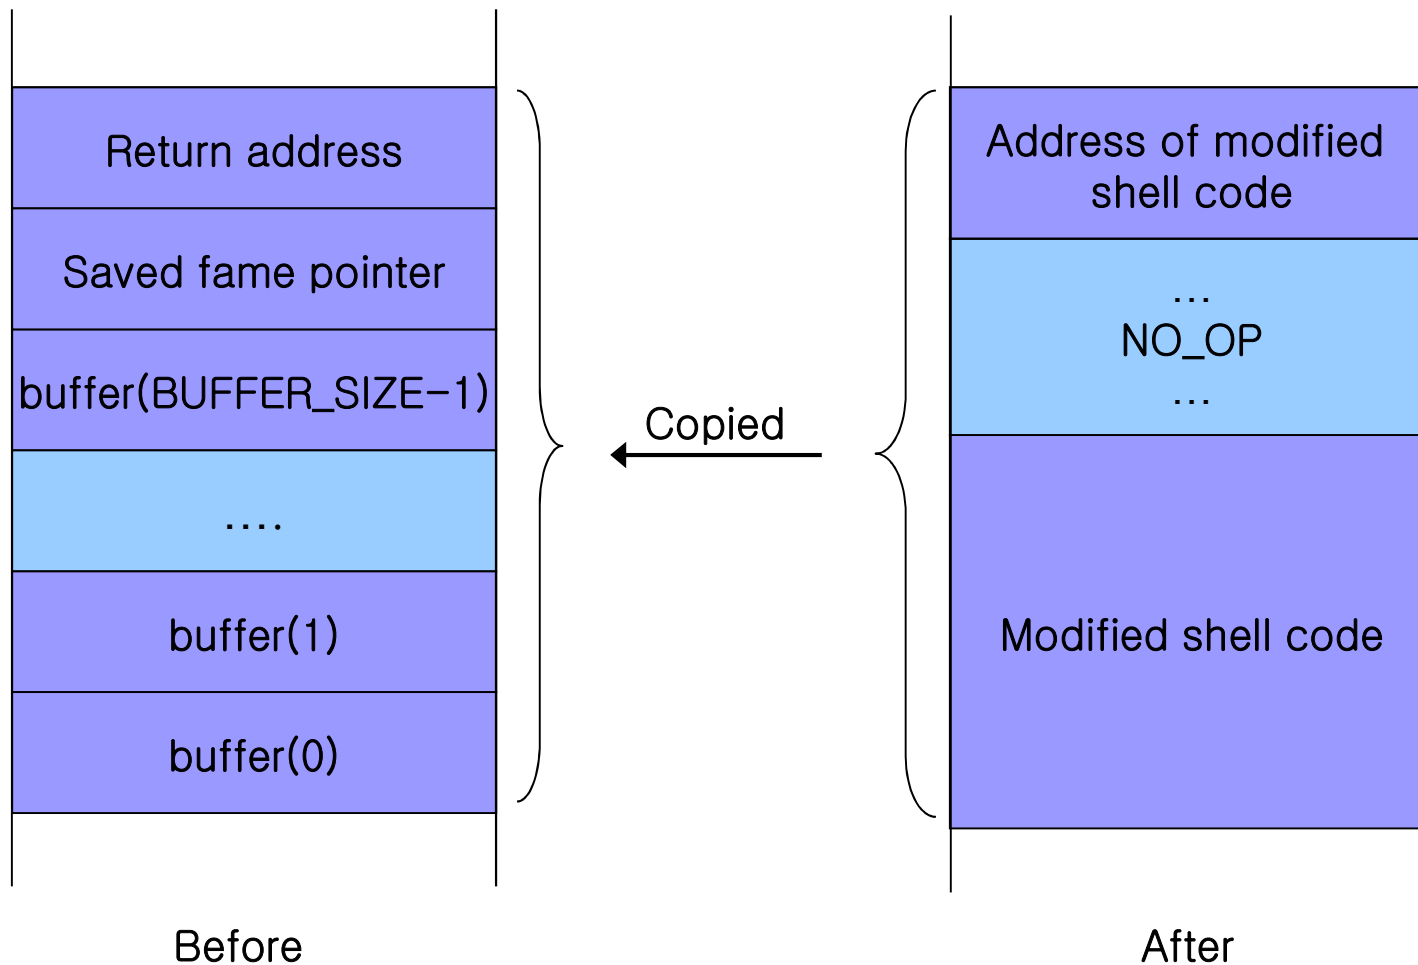 Return address
Saved fame pointer
buffer(BUFFER_SIZE-1)
....
buffer(1)
buffer(0)
Before
Copied
Address of modified
shell code
...
NO_OP
...
Modified shell code
After